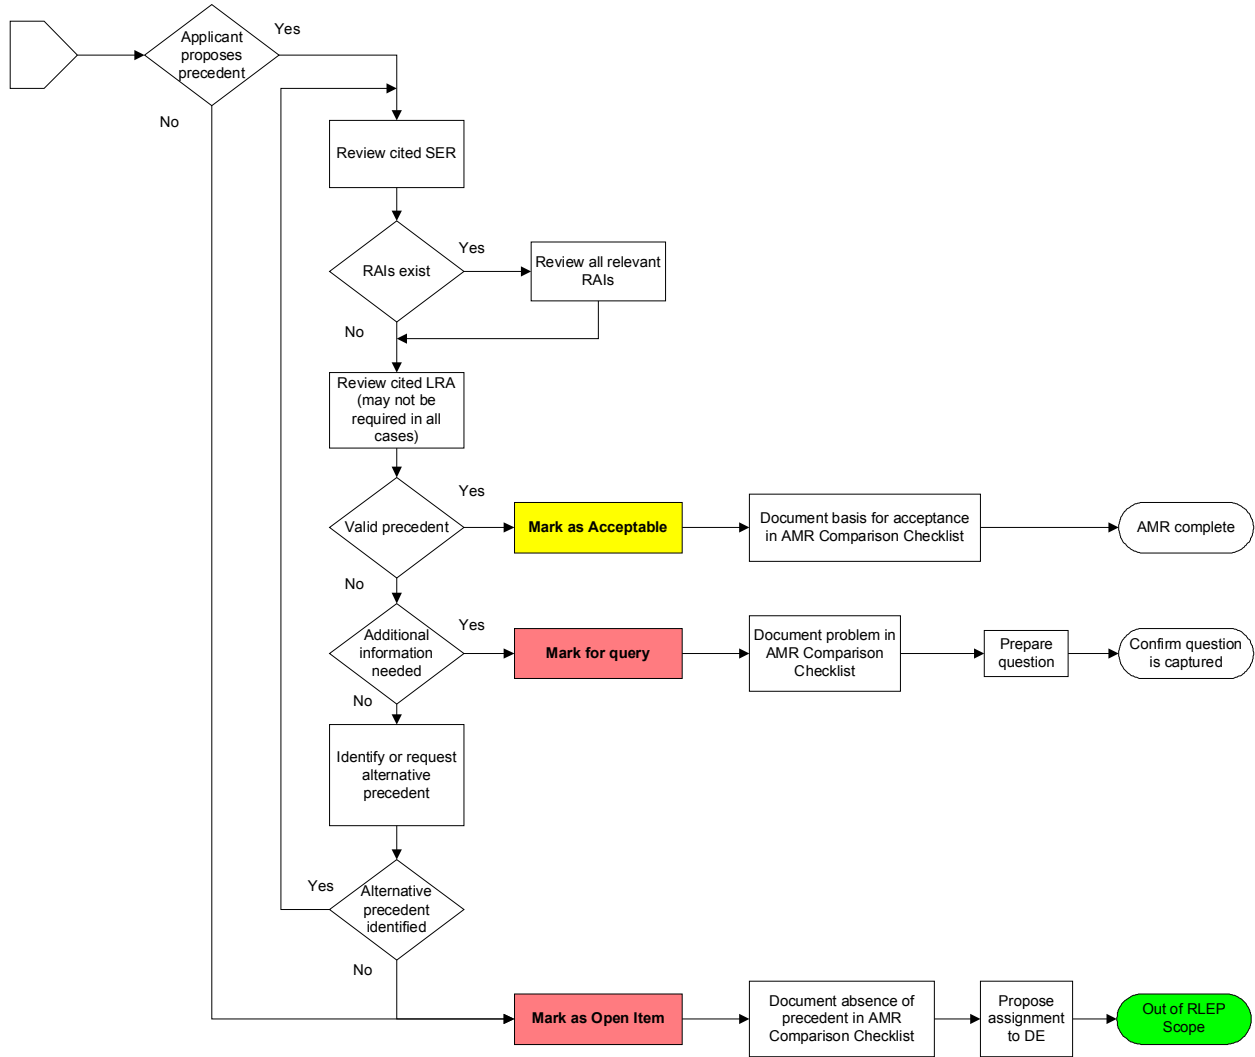 Applicant
proposes
precedent
Yes
No
Review cited SER
RAIs exist
Yes
Review all relevant
RAIs
No
Review cited LRA
(may not be
required in all
cases)
Valid precedent
Yes
Mark as Acceptable
Document basis for acceptance
in AMR Comparison Checklist
AMR complete
No
Additional
information
needed
Yes
Mark for query
Document problem in
AMR Comparison
Checklist
Prepare
question
Confirm question
is captured
No
Identify or request
alternative
precedent
Yes
Alternative
precedent
identified
No
Mark as Open Item
Document absence of
precedent in AMR
Comparison Checklist
Propose
assignment
to DE
Out of RLEP
Scope